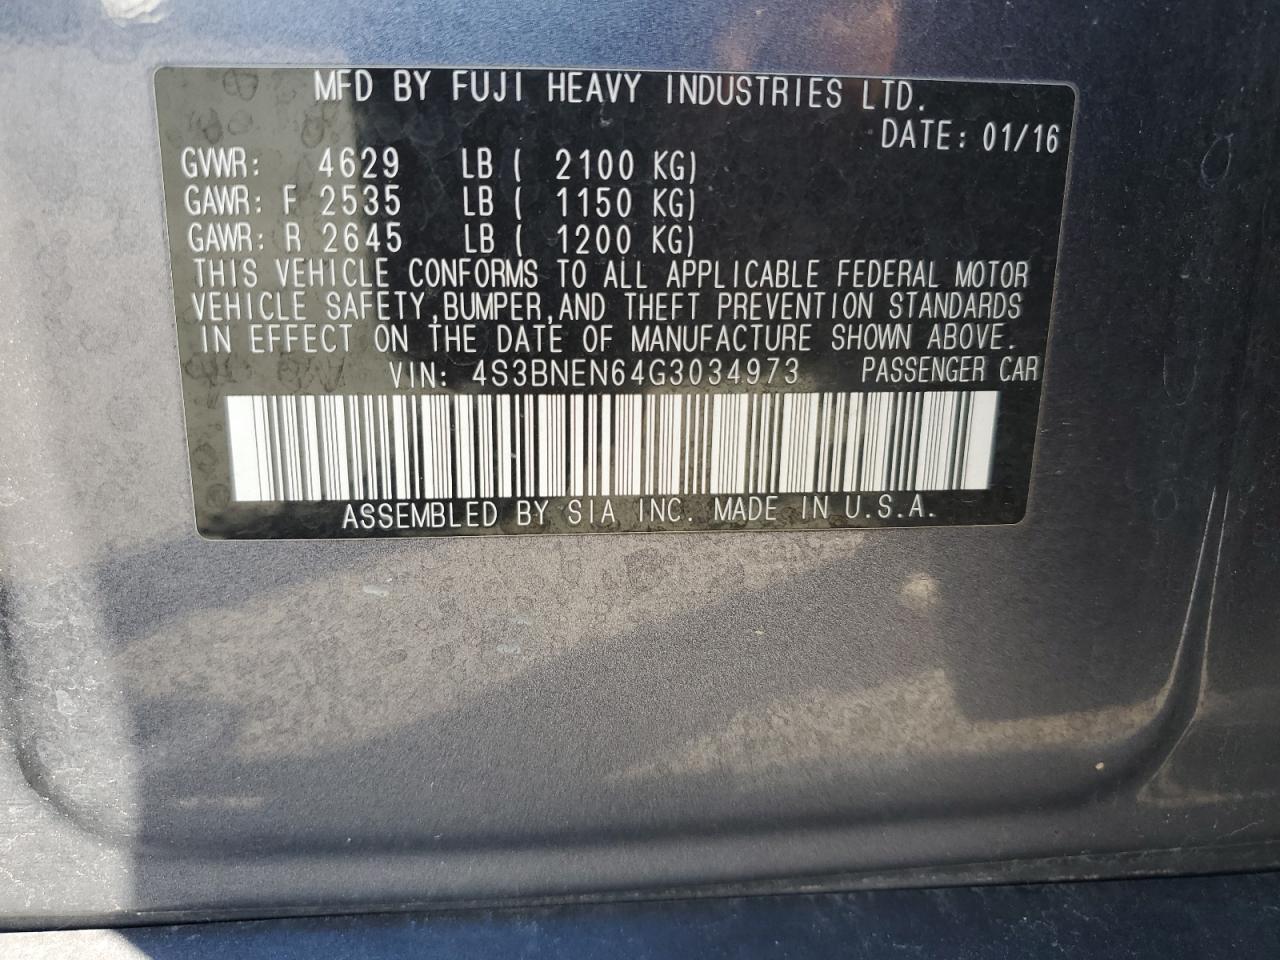 MFD BY FUJI HEAVY INDUSTRIES LTD.
DATE: 01/16
GVWR: 4629 LB ( 2100 KG)
GAWR: F 2535 LB ( 1150 KG)
GAWR: R 2645 LB ( 1200 KG)
THIS VEHICLE CONFORMS TO ALL APPLICABLE FEDERAL MOTOR
VEHICLE SAFETY,BUMPER,AND THEFT PREVENTION STANDARDS
IN EFFECT ON THE DATE OF MANUFACTURE SHOWN ABOVE.
VIN: 4S3BNEN64G3034973 PASSENGER CAR
ASSEMBLED BY SIA INC. MADE IN U.S.A.